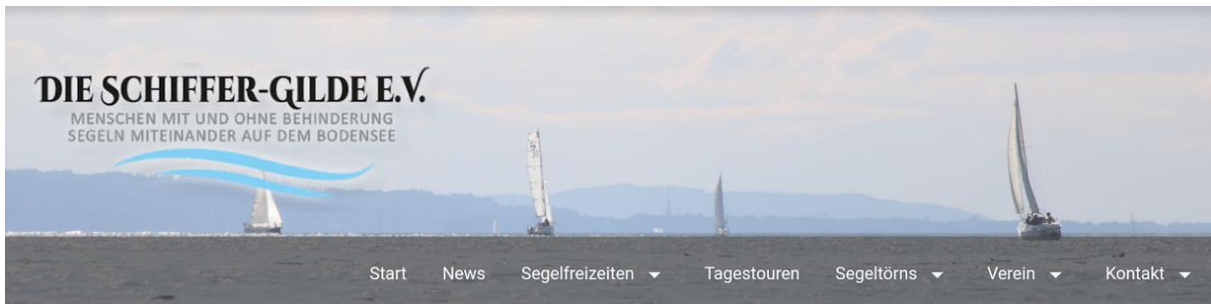 DIE SCHIFFER-GILDE E.V.
MENSCHEN MIT UND OHNE BEHINDERUNG
SEGELN MITEINANDER AUF DEM BODENSEE
Start News Segelfreizeiten Tagestouren Segeltörns Verein Kontakt